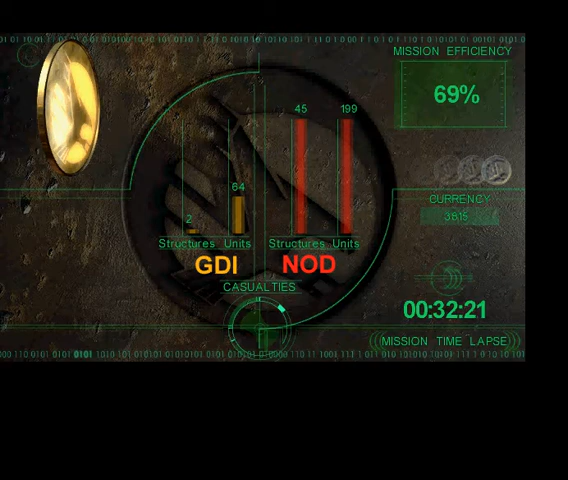 MISSION EFFICIENCY
69%
45
199
64
2
Structures Units
Structures Units
GDI
NOD
CASUALTIES
CURRENCY
3815
00:32:21
MISSION TIME LAPSE